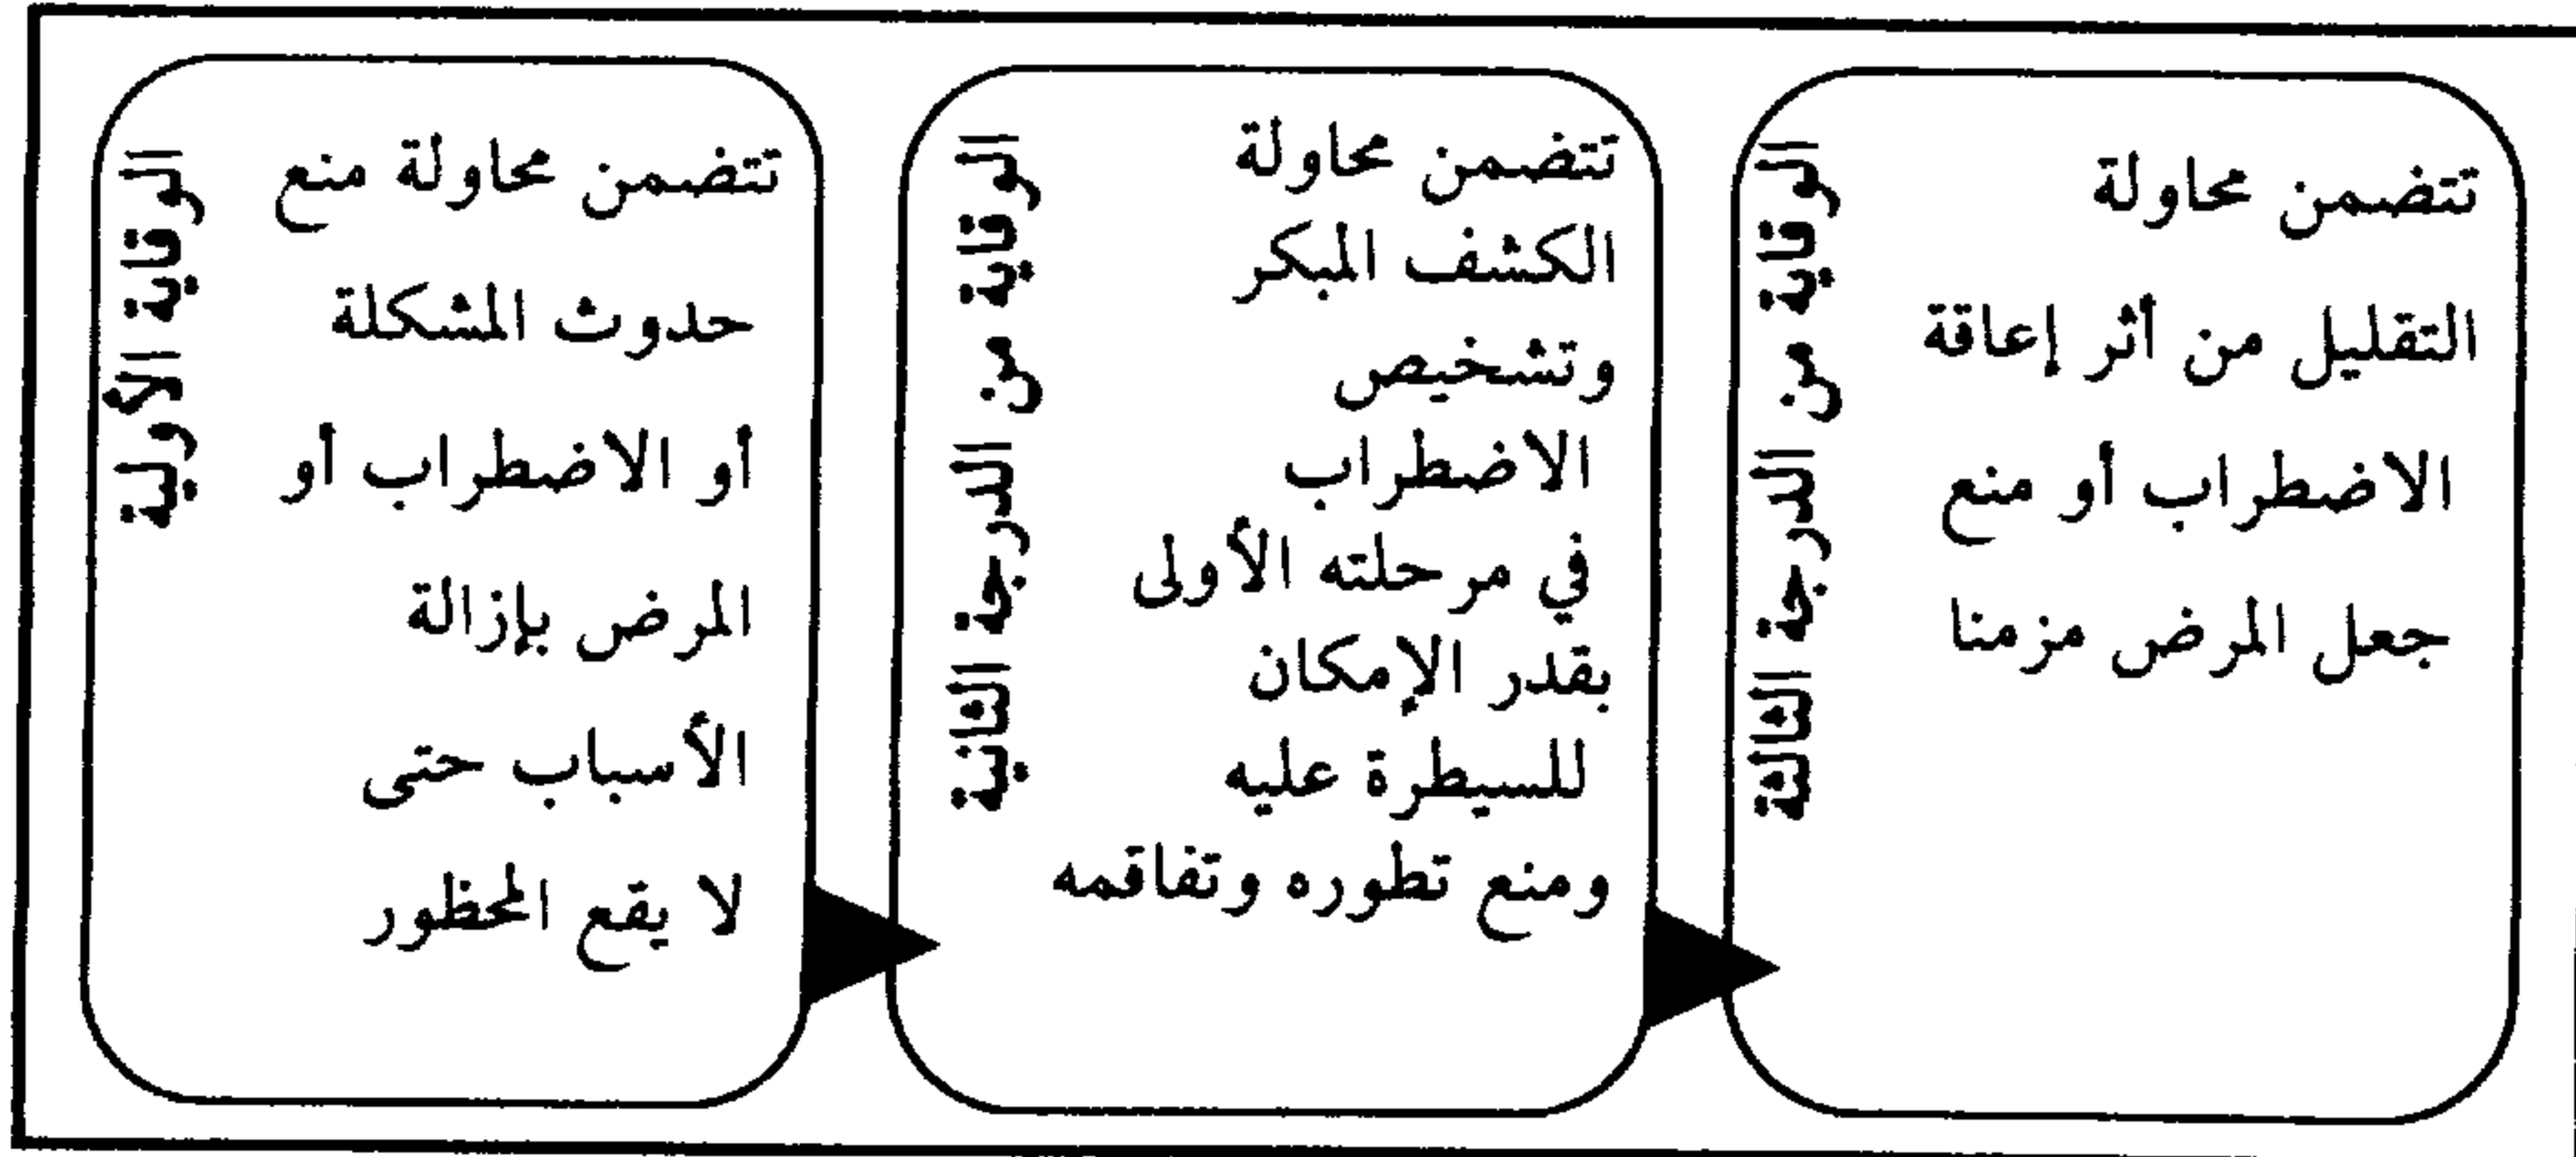 الوقاية الأولية
تتضمن محاولة منع
حدوث المشكلة
أو الاضطراب أو
المرض بإزالة
الأسباب حتى
لا يقع المحظور
الوقاية من الدرجة الثانية
تتضمن محاولة
الكشف المبكر
وتشخيص
الاضطراب
في مرحلته الأولى
بقدر الإمكان
للسيطرة عليه
ومنع تطوره وتفاقمه
الوقاية من الدرجة الثالثة
تتضمن محاولة
التقليل من أثر إعاقة
الاضطراب أو منع
جعل المرض مزمنا